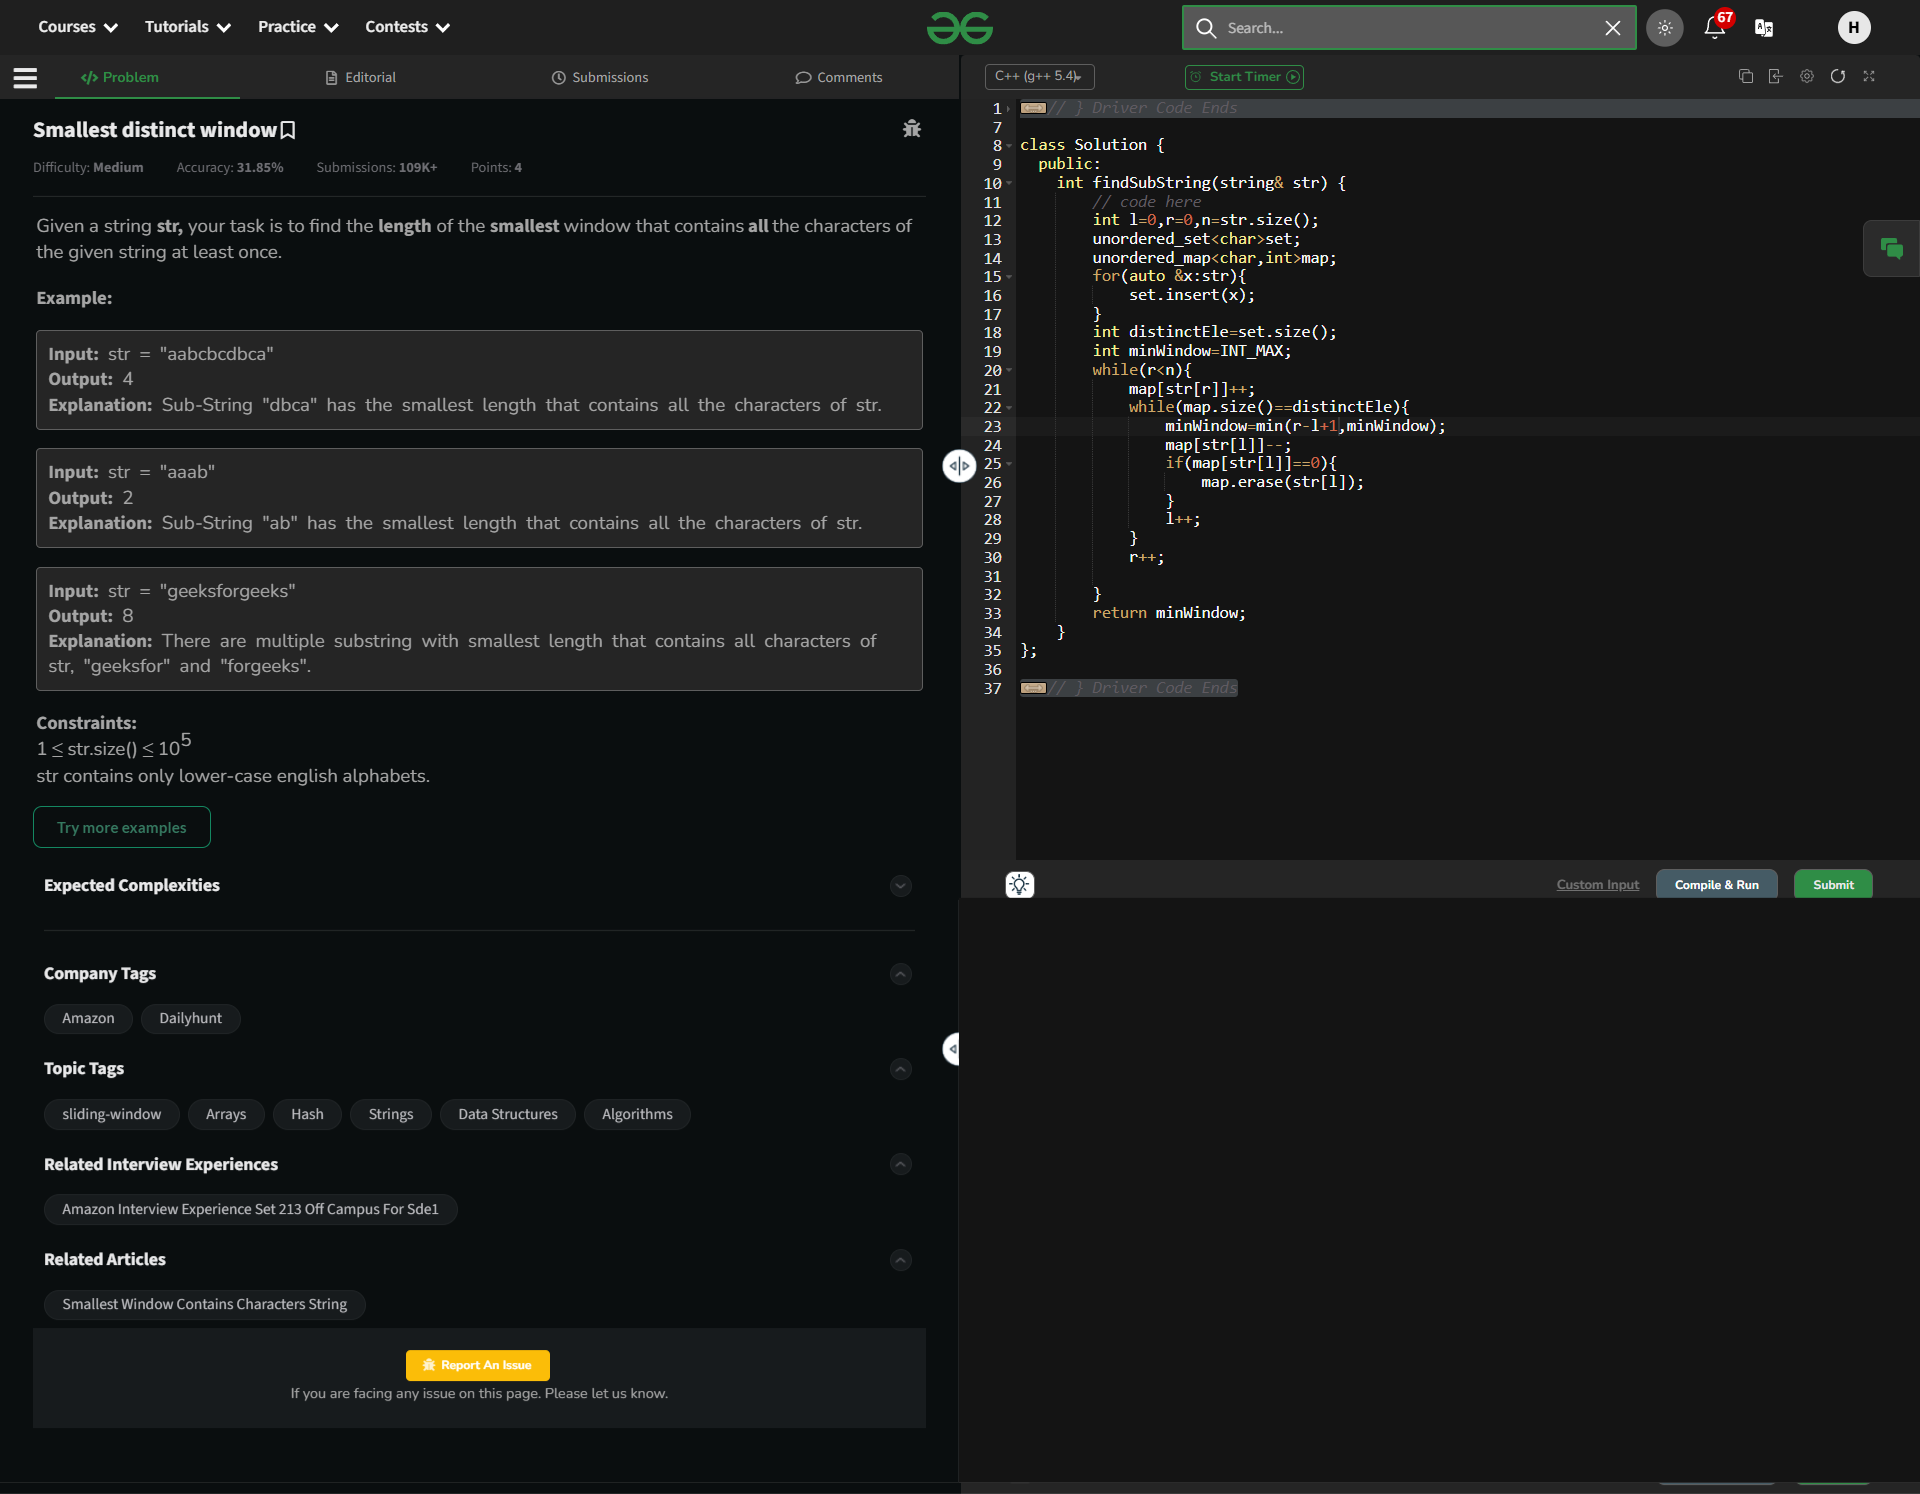 Courses Tutorials Practice Contests Search... 67 H
Problem Editorial Submissions Comments
Smallest distinct window
Difficulty: Medium Accuracy: 31.85% Submissions: 109K+ Points: 4
Given a string str, your task is to find the length of the smallest window that contains all the characters of
the given string at least once.
Example:
Input: str = "aabcbcdbca"
Output: 4
Explanation: Sub-String "dbca" has the smallest length that contains all the characters of str.
Input: str = "aaab"
Output: 2
Explanation: Sub-String "ab" has the smallest length that contains all the characters of str.
Input: str = "geeksforgeeks"
Output: 8
Explanation: There are multiple substring with smallest length that contains all characters of
str, "geeksfor" and "forgeeks".
Constraints:
1 ≤ str.size() ≤ 10^5
str contains only lower-case english alphabets.
Try more examples
Expected Complexities
Company Tags
Amazon Dailyhunt
Topic Tags
sliding-window Arrays Hash Strings Data Structures Algorithms
Related Interview Experiences
Amazon Interview Experience Set 213 Off Campus For Sde1
Related Articles
Smallest Window Contains Characters String
Report An Issue
If you are facing any issue on this page. Please let us know.
C++ (g++ 5.4) Start Timer
1 // } Driver Code Ends
7
8 class Solution {
9 public:
10 int findSubString(string& str) {
11 // code here
12 int l=0,r=0,n=str.size();
13 unordered_set<char>set;
14 unordered_map<char,int>map;
15 for(auto &x:str){
16 set.insert(x);
17 }
18 int distinctEle=set.size();
19 int minWindow=INT_MAX;
20 while(r<n){
21 map[str[r]]++;
22 while(map.size()==distinctEle){
23 minWindow=min(r-l+1,minWindow);
24 map[str[l]]--;
25 if(map[str[l]]==0){
26 map.erase(str[l]);
27 }
28 l++;
29 }
30 r++;
31
32 }
33 return minWindow;
34 }
35 };
36
37 // } Driver Code Ends
Custom Input Compile & Run Submit